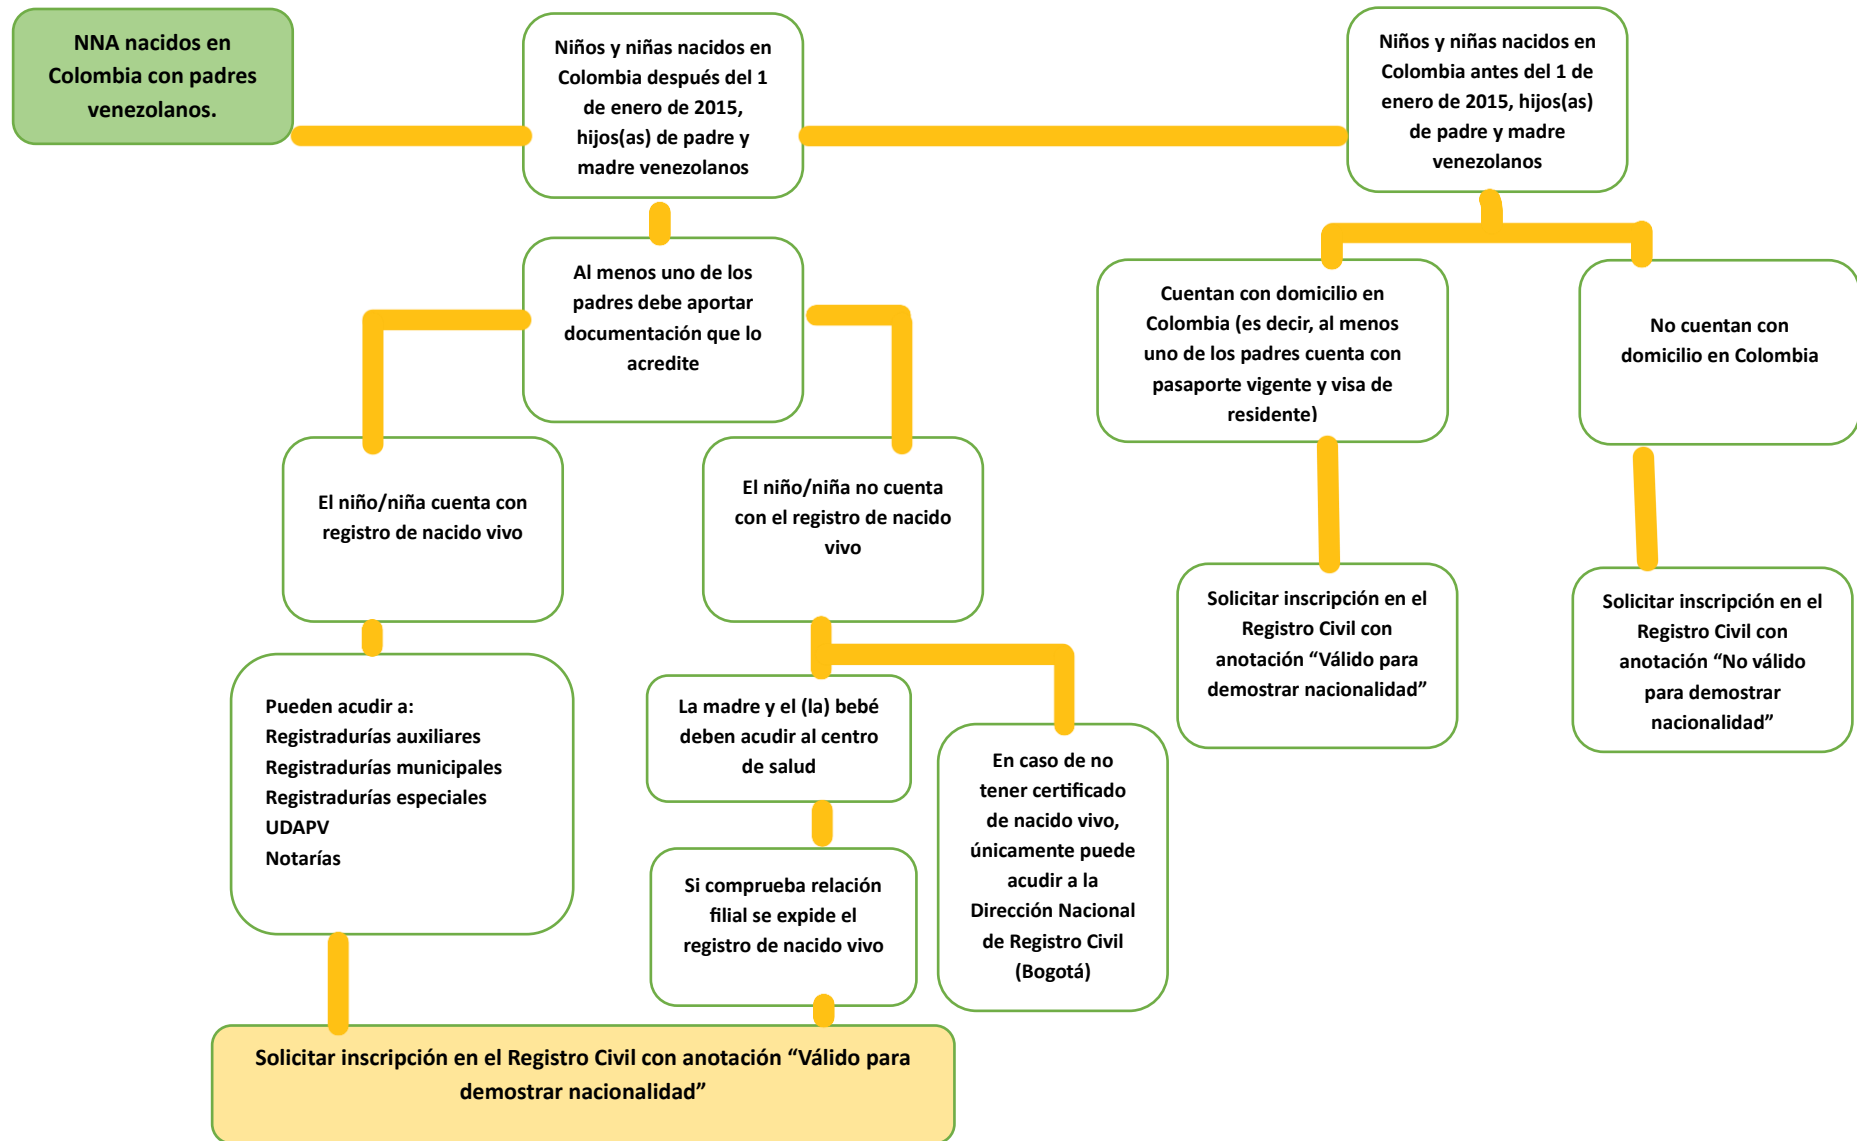 NNA nacidos en
Colombia con padres
venezolanos.
Niños y niñas nacidos en
Colombia después del 1
de enero de 2015,
hijos(as) de padre y
madre venezolanos
Niños y niñas nacidos en
Colombia antes del 1 de
enero de 2015, hijos(as)
de padre y madre
venezolanos
Al menos uno de los
padres debe aportar
documentación que lo
acredite
Cuentan con domicilio en
Colombia (es decir, al menos
uno de los padres cuenta con
pasaporte vigente y visa de
residente)
No cuentan con
domicilio en Colombia
El niño/niña cuenta con
registro de nacido vivo
El niño/niña no cuenta
con el registro de nacido
vivo
Solicitar inscripción en el
Registro Civil con
anotación “Válido para
demostrar nacionalidad”
Solicitar inscripción en el
Registro Civil con
anotación “No válido
para demostrar
nacionalidad”
Pueden acudir a:
Registradurías auxiliares
Registradurías municipales
Registradurías especiales
UDAPV
Notarías
La madre y el (la) bebé
deben acudir al centro
de salud
En caso de no
tener certificado
de nacido vivo,
únicamente puede
acudir a la
Dirección Nacional
de Registro Civil
(Bogotá)
Si comprueba relación
filial se expide el
registro de nacido vivo
Solicitar inscripción en el Registro Civil con anotación “Válido para
demostrar nacionalidad”